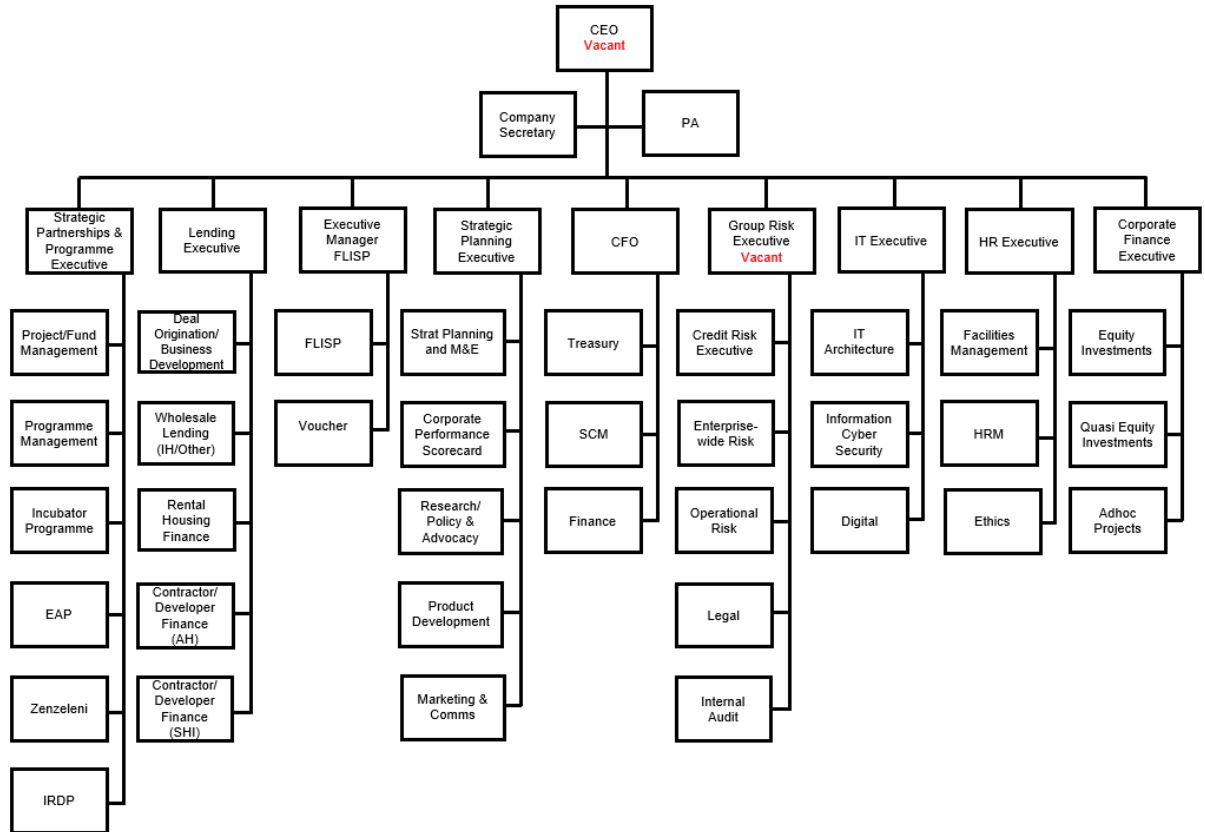 CEO
Vacant
Company
Secretary
PA
Strategic
Partnerships &
Programme
Executive
Lending
Executive
Executive
Manager
FLISP
Strategic
Planning
Executive
CFO
Group Risk
Executive
Vacant
IT Executive
HR Executive
Corporate
Finance
Executive
Project/Fund
Management
Deal
Origination/
Business
Development
FLISP
Strat Planning
and M&E
Treasury
Credit Risk
Executive
IT
Architecture
Facilities
Management
Equity
Investments
Programme
Management
Wholesale
Lending
(IH/Other)
Voucher
Corporate
Performance
Scorecard
SCM
Enterprise-
wide Risk
Information
Cyber
Security
HRM
Quasi Equity
Investments
Incubator
Programme
Rental
Housing
Finance
Research/
Policy &
Advocacy
Finance
Operational
Risk
Digital
Ethics
Adhoc
Projects
EAP
Contractor/
Developer
Finance
(AH)
Product
Development
Legal
Zenzeleni
Contractor/
Developer
Finance
(SHI)
Marketing &
Comms
Internal
Audit
IRDP